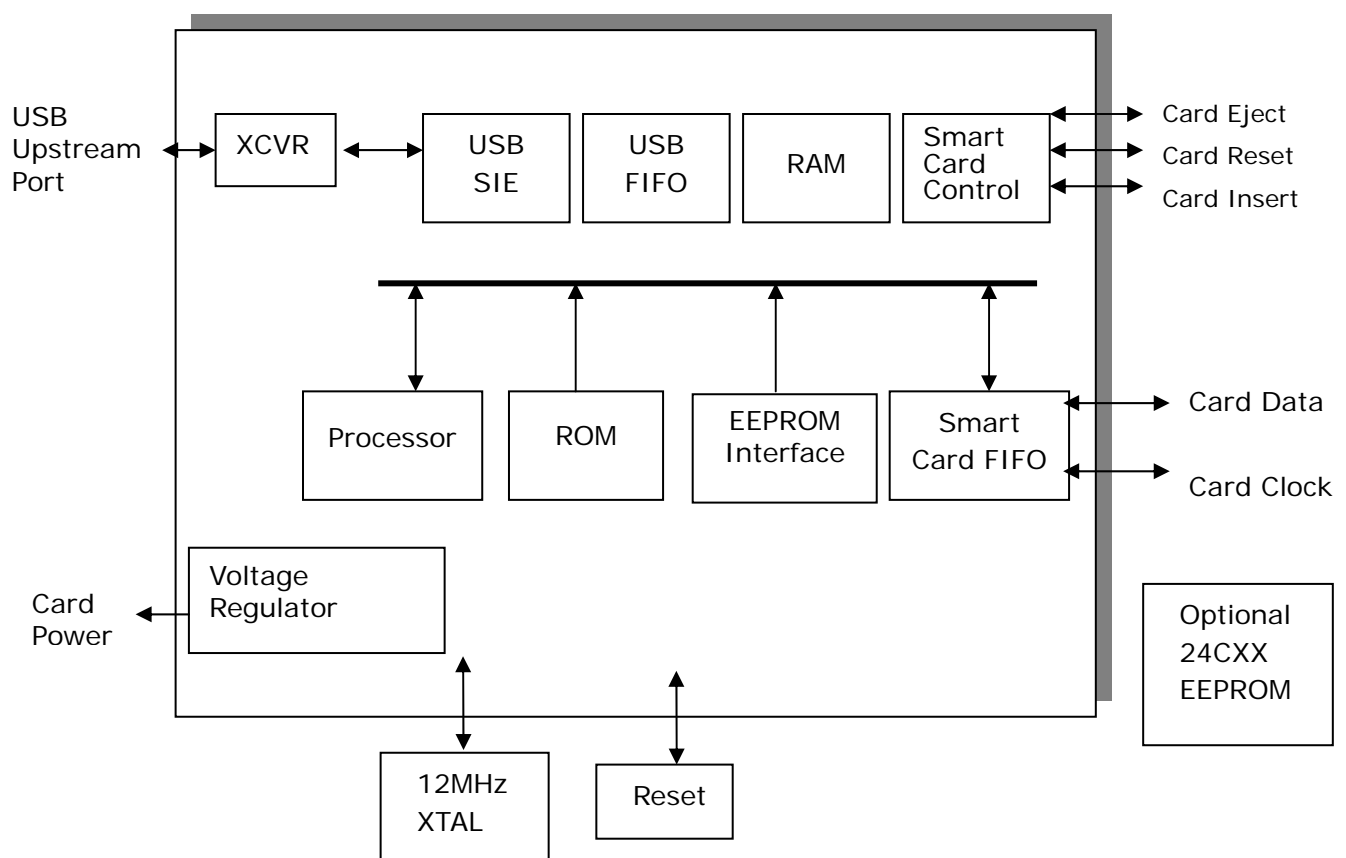 USB
Upstream
Port
XCVR
USB
SIE
USB
FIFO
RAM
Smart
Card
Control
Card Eject
Card Reset
Card Insert
Processor
ROM
EEPROM
Interface
Smart
Card FIFO
Card Data
Card Clock
Voltage
Regulator
Card
Power
Optional
24CXX
EEPROM
12MHz
XTAL
Reset